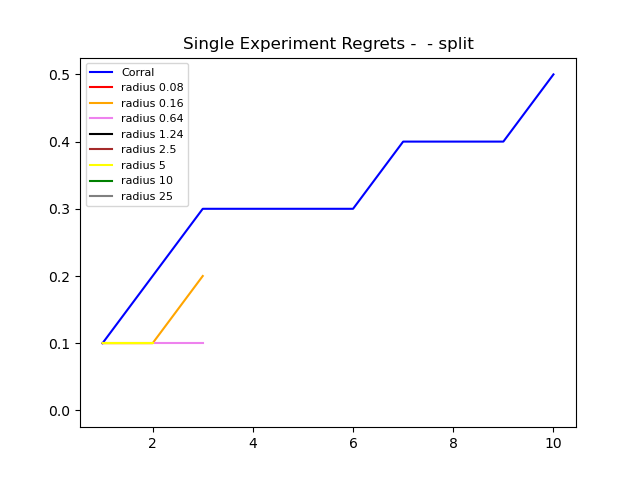 Single Experiment Regrets -  - split
Corral
radius 0.08
radius 0.16
radius 0.64
radius 1.24
radius 2.5
radius 5
radius 10
radius 25
0.5
0.4
0.3
0.2
0.1
0.0
2 4 6 8 10